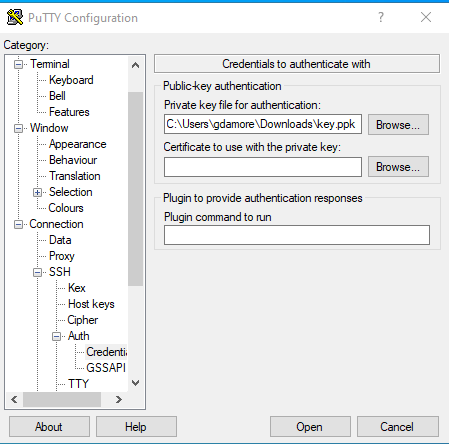 PuTTY Configuration
?
Category:
Terminal
Keyboard
Bell
Features
Window
Appearance
Behaviour
Translation
Selection
Colours
Connection
Data
Proxy
SSH
Kex
Host keys
Cipher
Auth
Credentia
GSSAPI
TTY
Credentials to authenticate with
Public-key authentication
Private key file for authentication:
C:\Users\gdamore\Downloads\key.ppk Browse...
Certificate to use with the private key:
Browse...
Plugin to provide authentication responses
Plugin command to run
About Help Open Cancel